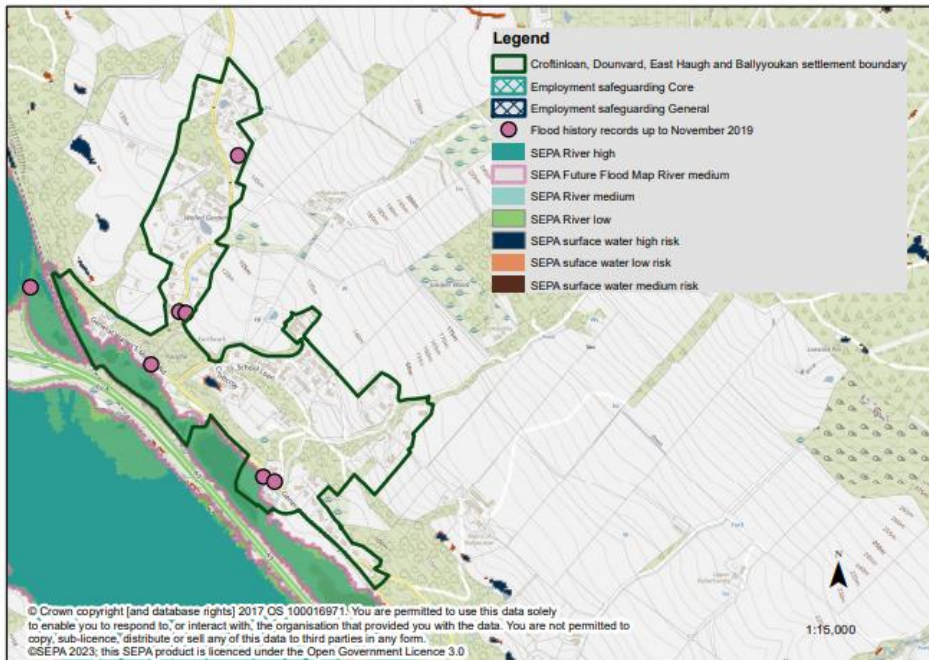 Legend
Croftinloan, Dounvard, East Haugh and Ballyyoukan settlement boundary
Employment safeguarding Core
Employment safeguarding General
Flood history records up to November 2019
SEPA River high
SEPA Future Flood Map River medium
SEPA River medium
SEPA River low
SEPA surface water high risk
SEPA suface water low risk
SEPA surface water medium risk
School Loan
N
1:15,000
© Crown copyright [and database rights] 2017 OS 100016971. You are permitted to use this data solely
to enable you to respond to, or interact with, the organisation that provided you with the data. You are not permitted to
copy, sub-licence, distribute or sell any of this data to third parties in any form.
©SEPA 2023; this SEPA product is licenced under the Open Government Licence 3.0